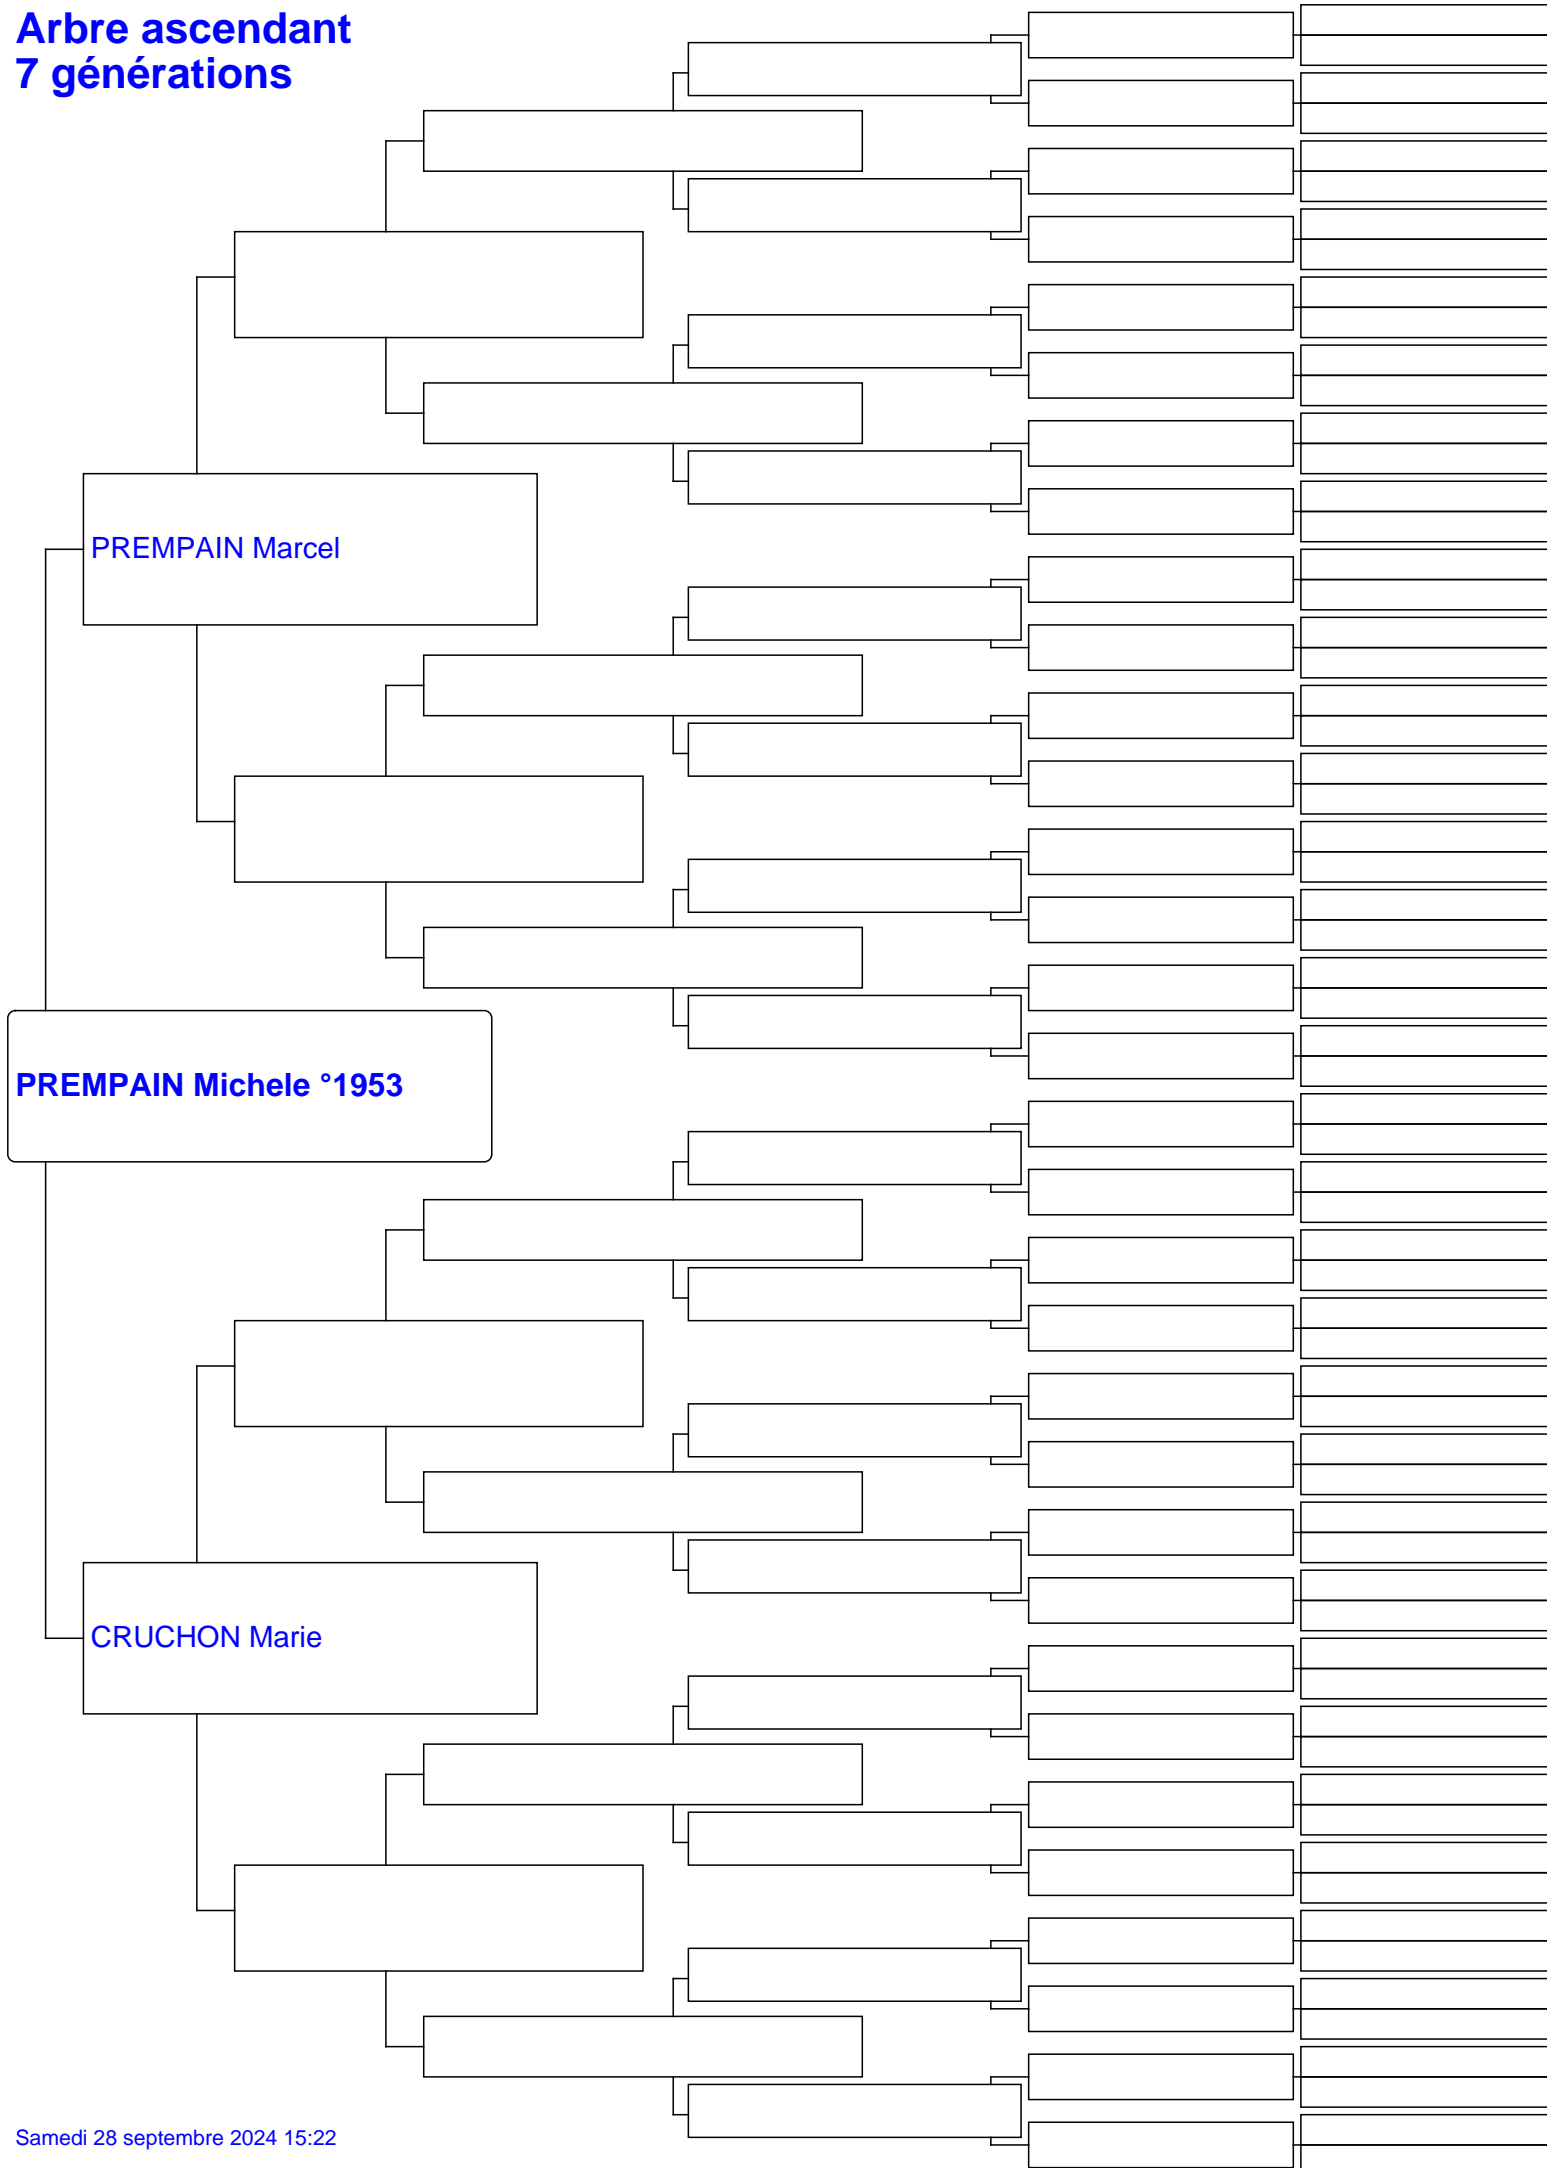 Arbre ascendant
7 générations
PREMPAIN Marcel
PREMPAIN Michele °1953
CRUCHON Marie
Samedi 28 septembre 2024 15:22